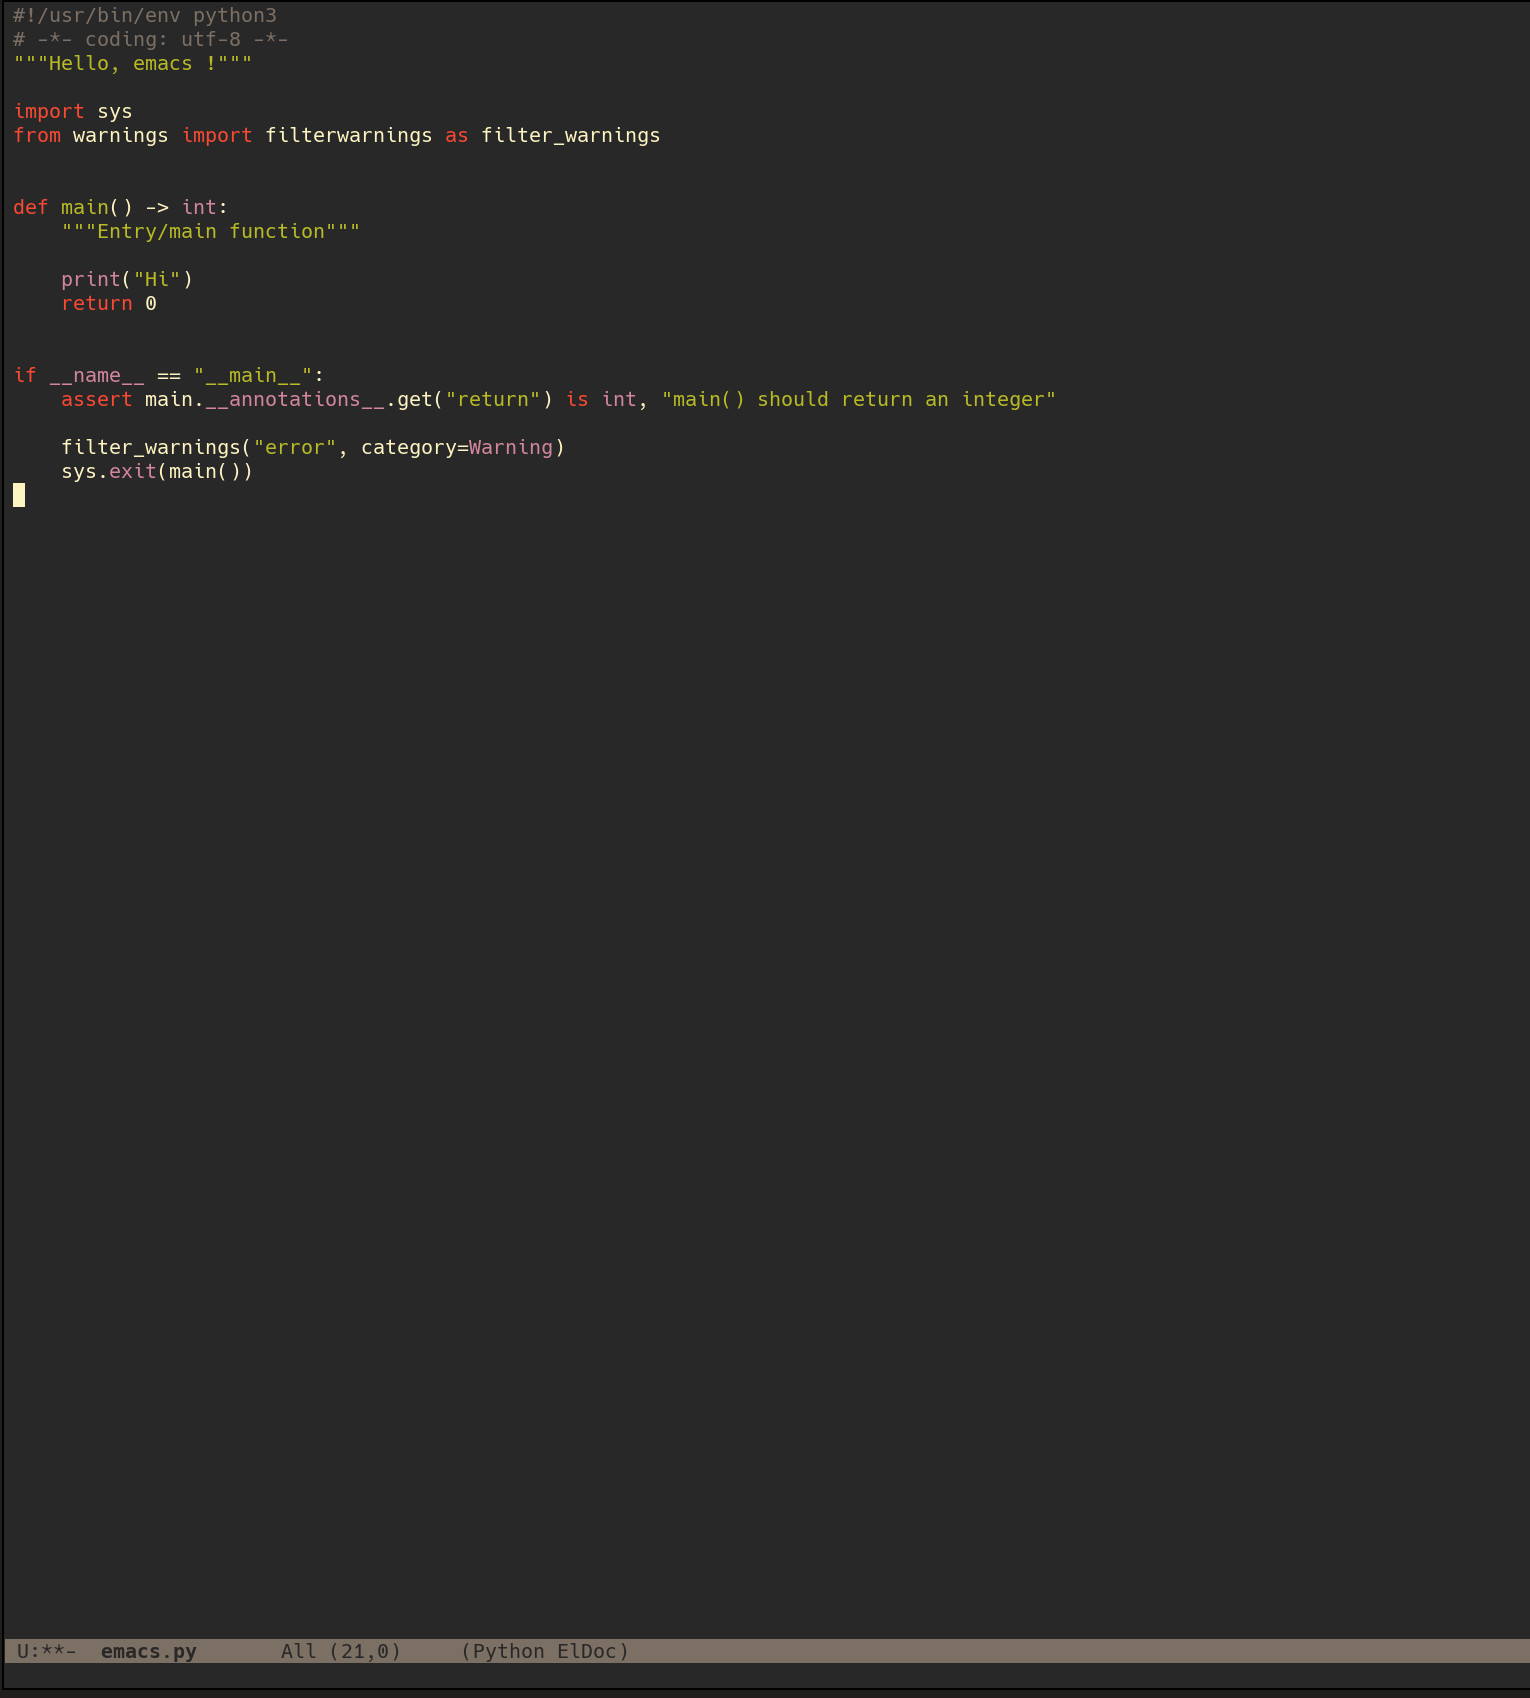 #!/usr/bin/env python3
# -*- coding: utf-8 -*-
"""Hello, emacs !"""

import sys
from warnings import filterwarnings as filter_warnings


def main() -> int:
    """Entry/main function"""

    print("Hi")
    return 0


if __name__ == "__main__":
    assert main.__annotations__.get("return") is int, "main() should return an integer"

    filter_warnings("error", category=Warning)
    sys.exit(main())
U:**-  emacs.py       All (21,0)     (Python ElDoc)